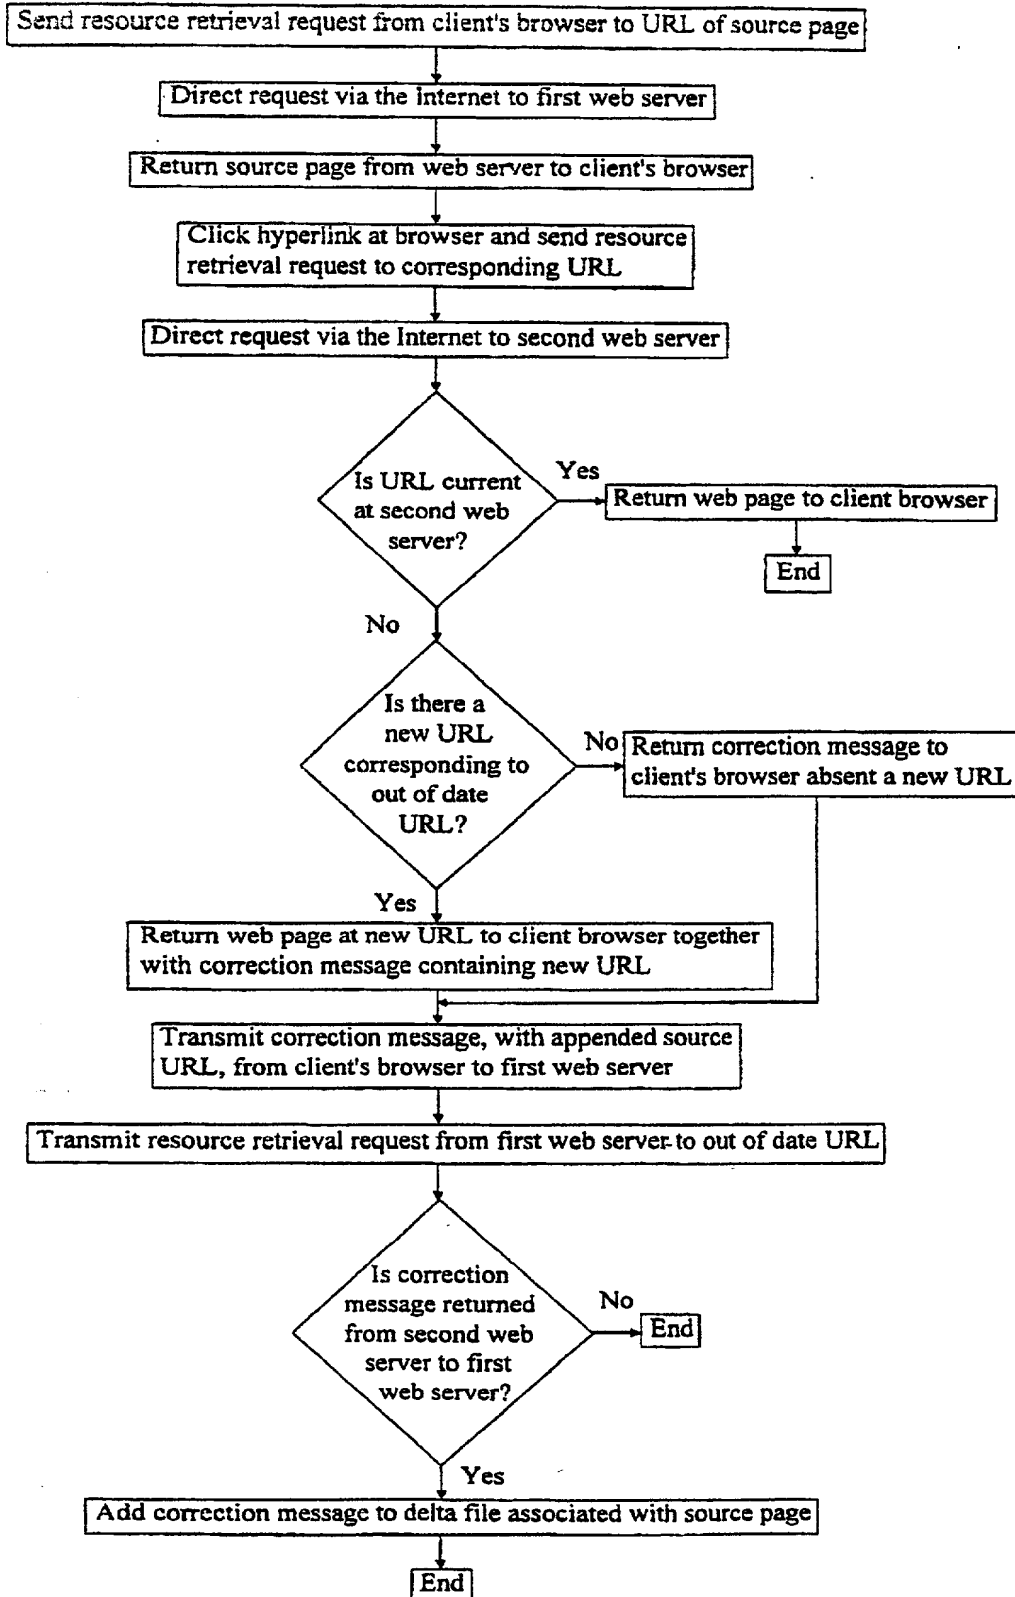 Send resource retrieval request from client's browser to URL of source page
Direct request via the Internet to first web server
Return source page from web server to client's browser
Click hyperlink at browser and send resource
retrieval request to corresponding URL
Direct request via the Internet to second web server
Is URL current
at second web
server?
Yes
Return web page to client browser
End
No
Is there a
new URL
corresponding to
out of date
URL?
No
Return correction message to
client's browser absent a new URL
Yes
Return web page at new URL to client browser together
with correction message containing new URL
Transmit correction message, with appended source
URL, from client's browser to first web server
Transmit resource retrieval request from first web server to out of date URL
Is correction
message returned
from second web
server to first
web server?
No
End
Yes
Add correction message to delta file associated with source page
End